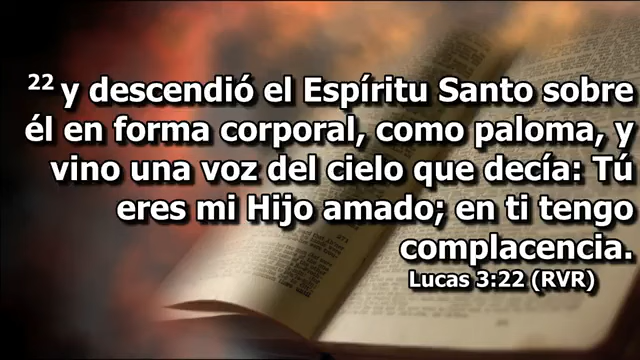 22 y descendió el Espíritu Santo sobre
él en forma corporal, como paloma, y
vino una voz del cielo que decía: Tú
eres mi Hijo amado; en ti tengo
complacencia.
Lucas 3:22 (RVR)